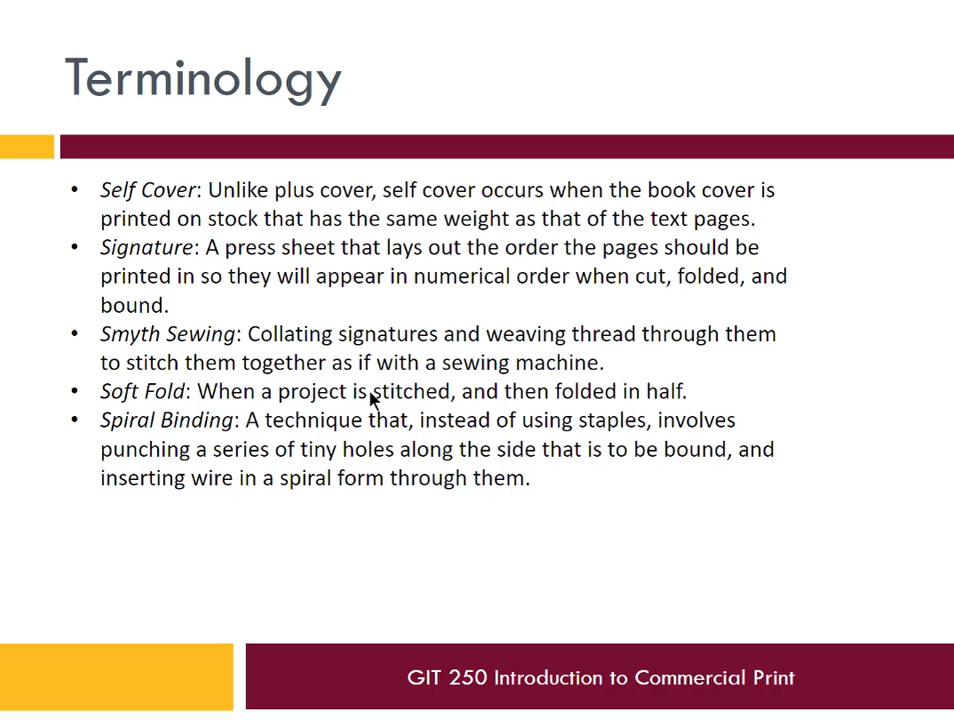 Terminology
• Self Cover: Unlike plus cover, self cover occurs when the book cover is
printed on stock that has the same weight as that of the text pages.
• Signature: A press sheet that lays out the order the pages should be
printed in so they will appear in numerical order when cut, folded, and
bound.
• Smyth Sewing: Collating signatures and weaving thread through them
to stitch them together as if with a sewing machine.
• Soft Fold: When a project is stitched, and then folded in half.
• Spiral Binding: A technique that, instead of using staples, involves
punching a series of tiny holes along the side that is to be bound, and
inserting wire in a spiral form through them.
GIT 250 Introduction to Commercial Print